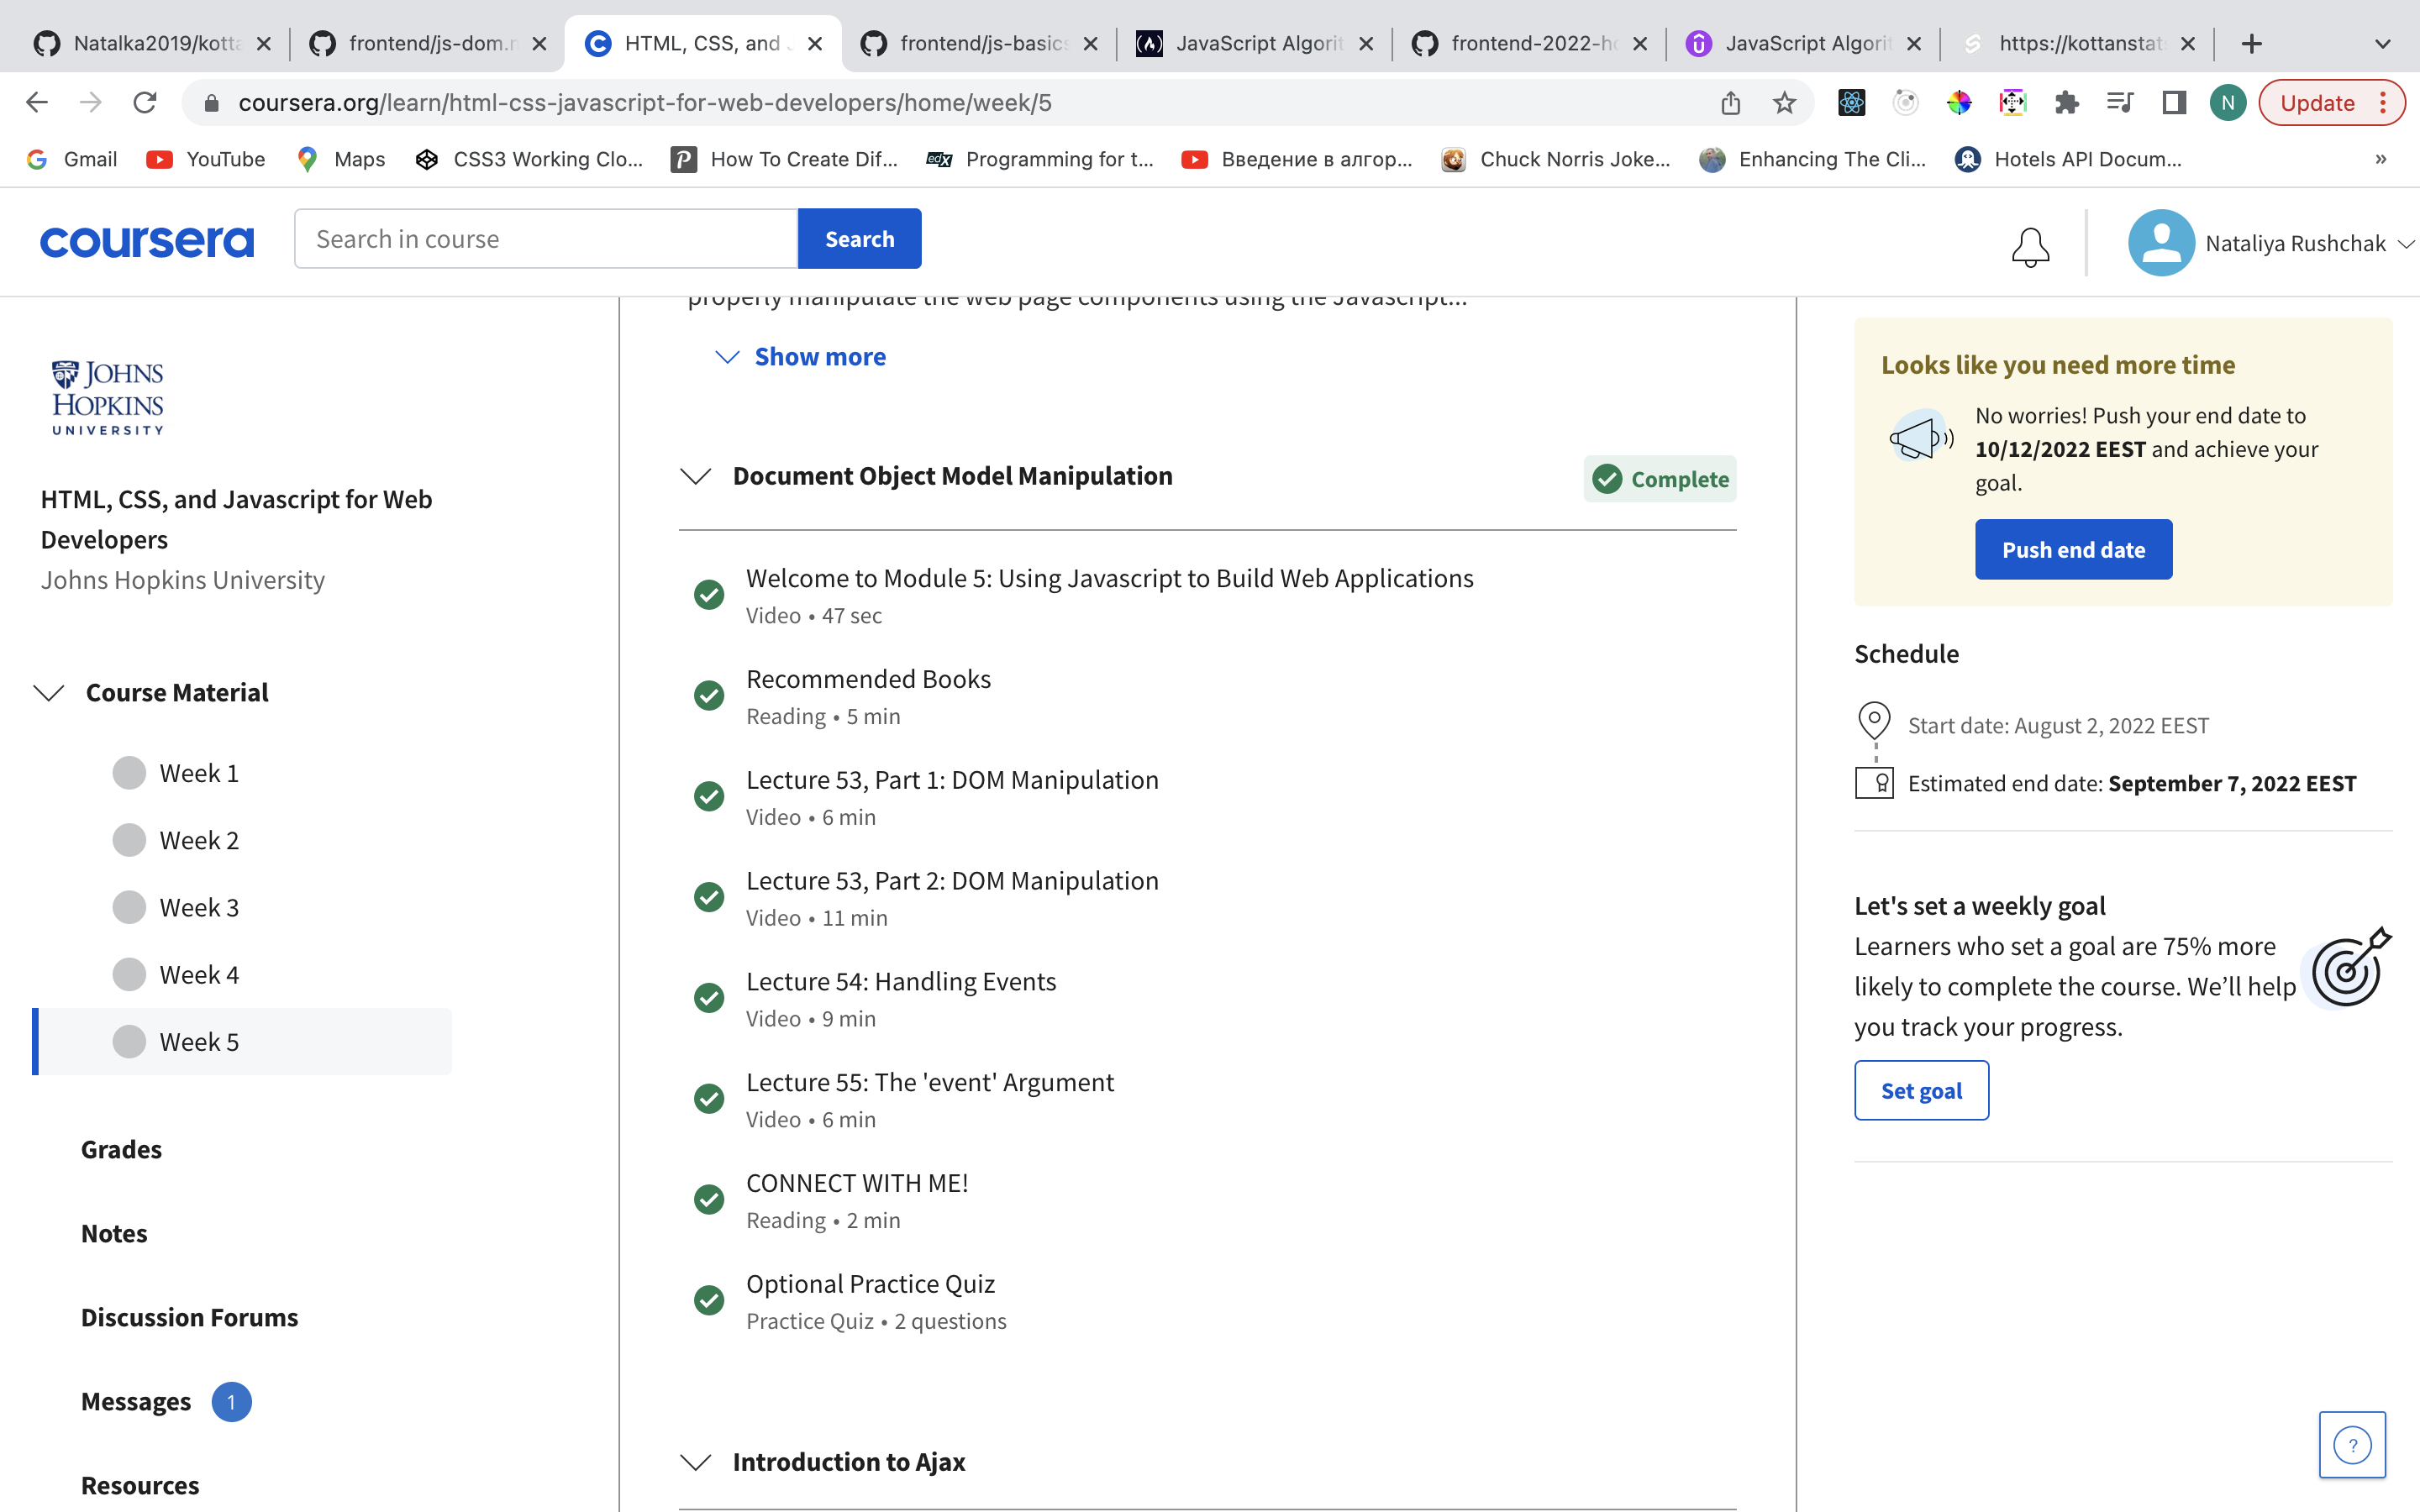 Natalka2019/kotta
frontend/js-dom.m
HTML, CSS, and J
frontend/js-basics
JavaScript Algorit
frontend-2022-ho
JavaScript Algorit
https://kottanstat
coursera.org/learn/html-css-javascript-for-web-developers/home/week/5
N
Update
Gmail
YouTube
Maps
CSS3 Working Clo...
How To Create Dif...
Programming for t...
Введение в алгор...
Chuck Norris Joke...
Enhancing The Cli...
Hotels API Docum...
»
coursera
Search in course
Search
Nataliya Rushchak
properly manipulate the web page components using the Javascript...
Show more
JOHNS
HOPKINS
UNIVERSITY
HTML, CSS, and Javascript for Web
Developers
Johns Hopkins University
Course Material
Week 1
Week 2
Week 3
Week 4
Week 5
Grades
Notes
Discussion Forums
Messages 1
Resources
Document Object Model Manipulation
Complete
Welcome to Module 5: Using Javascript to Build Web Applications
Video • 47 sec
Recommended Books
Reading • 5 min
Lecture 53, Part 1: DOM Manipulation
Video • 6 min
Lecture 53, Part 2: DOM Manipulation
Video • 11 min
Lecture 54: Handling Events
Video • 9 min
Lecture 55: The 'event' Argument
Video • 6 min
CONNECT WITH ME!
Reading • 2 min
Optional Practice Quiz
Practice Quiz • 2 questions
Introduction to Ajax
Looks like you need more time
No worries! Push your end date to
10/12/2022 EEST and achieve your
goal.
Push end date
Schedule
Start date: August 2, 2022 EEST
Estimated end date: September 7, 2022 EEST
Let's set a weekly goal
Learners who set a goal are 75% more
likely to complete the course. We’ll help
you track your progress.
Set goal
?